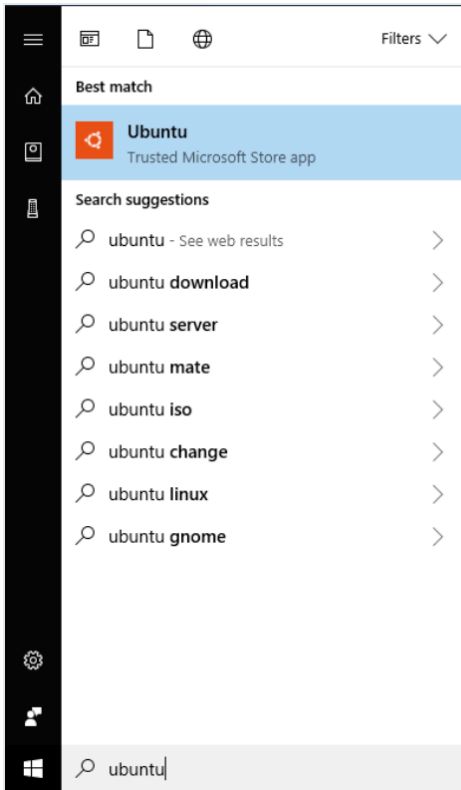 Filters
Best match
Ubuntu
Trusted Microsoft Store app
Search suggestions
ubuntu - See web results
ubuntu download
ubuntu server
ubuntu mate
ubuntu iso
ubuntu change
ubuntu linux
ubuntu gnome
ubuntu